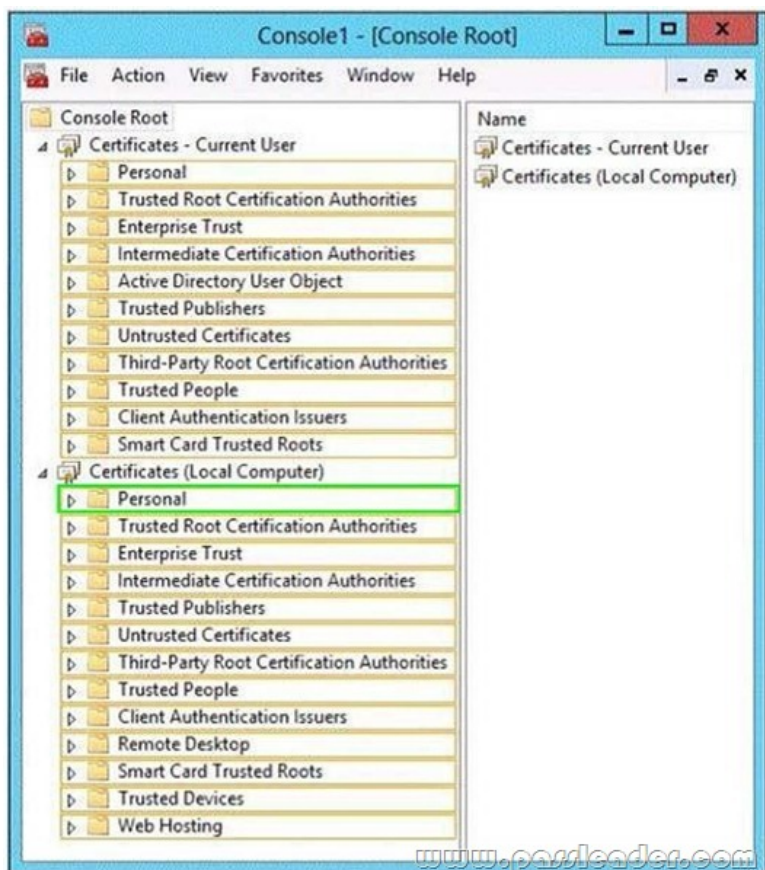 Console1 - [Console Root]
File Action View Favorites Window Help
Console Root
Certificates - Current User
Personal
Trusted Root Certification Authorities
Enterprise Trust
Intermediate Certification Authorities
Active Directory User Object
Trusted Publishers
Untrusted Certificates
Third-Party Root Certification Authorities
Trusted People
Client Authentication Issuers
Smart Card Trusted Roots
Certificates (Local Computer)
Personal
Trusted Root Certification Authorities
Enterprise Trust
Intermediate Certification Authorities
Trusted Publishers
Untrusted Certificates
Third-Party Root Certification Authorities
Trusted People
Client Authentication Issuers
Remote Desktop
Smart Card Trusted Roots
Trusted Devices
Web Hosting
Name
Certificates - Current User
Certificates (Local Computer)
www.passleader.com